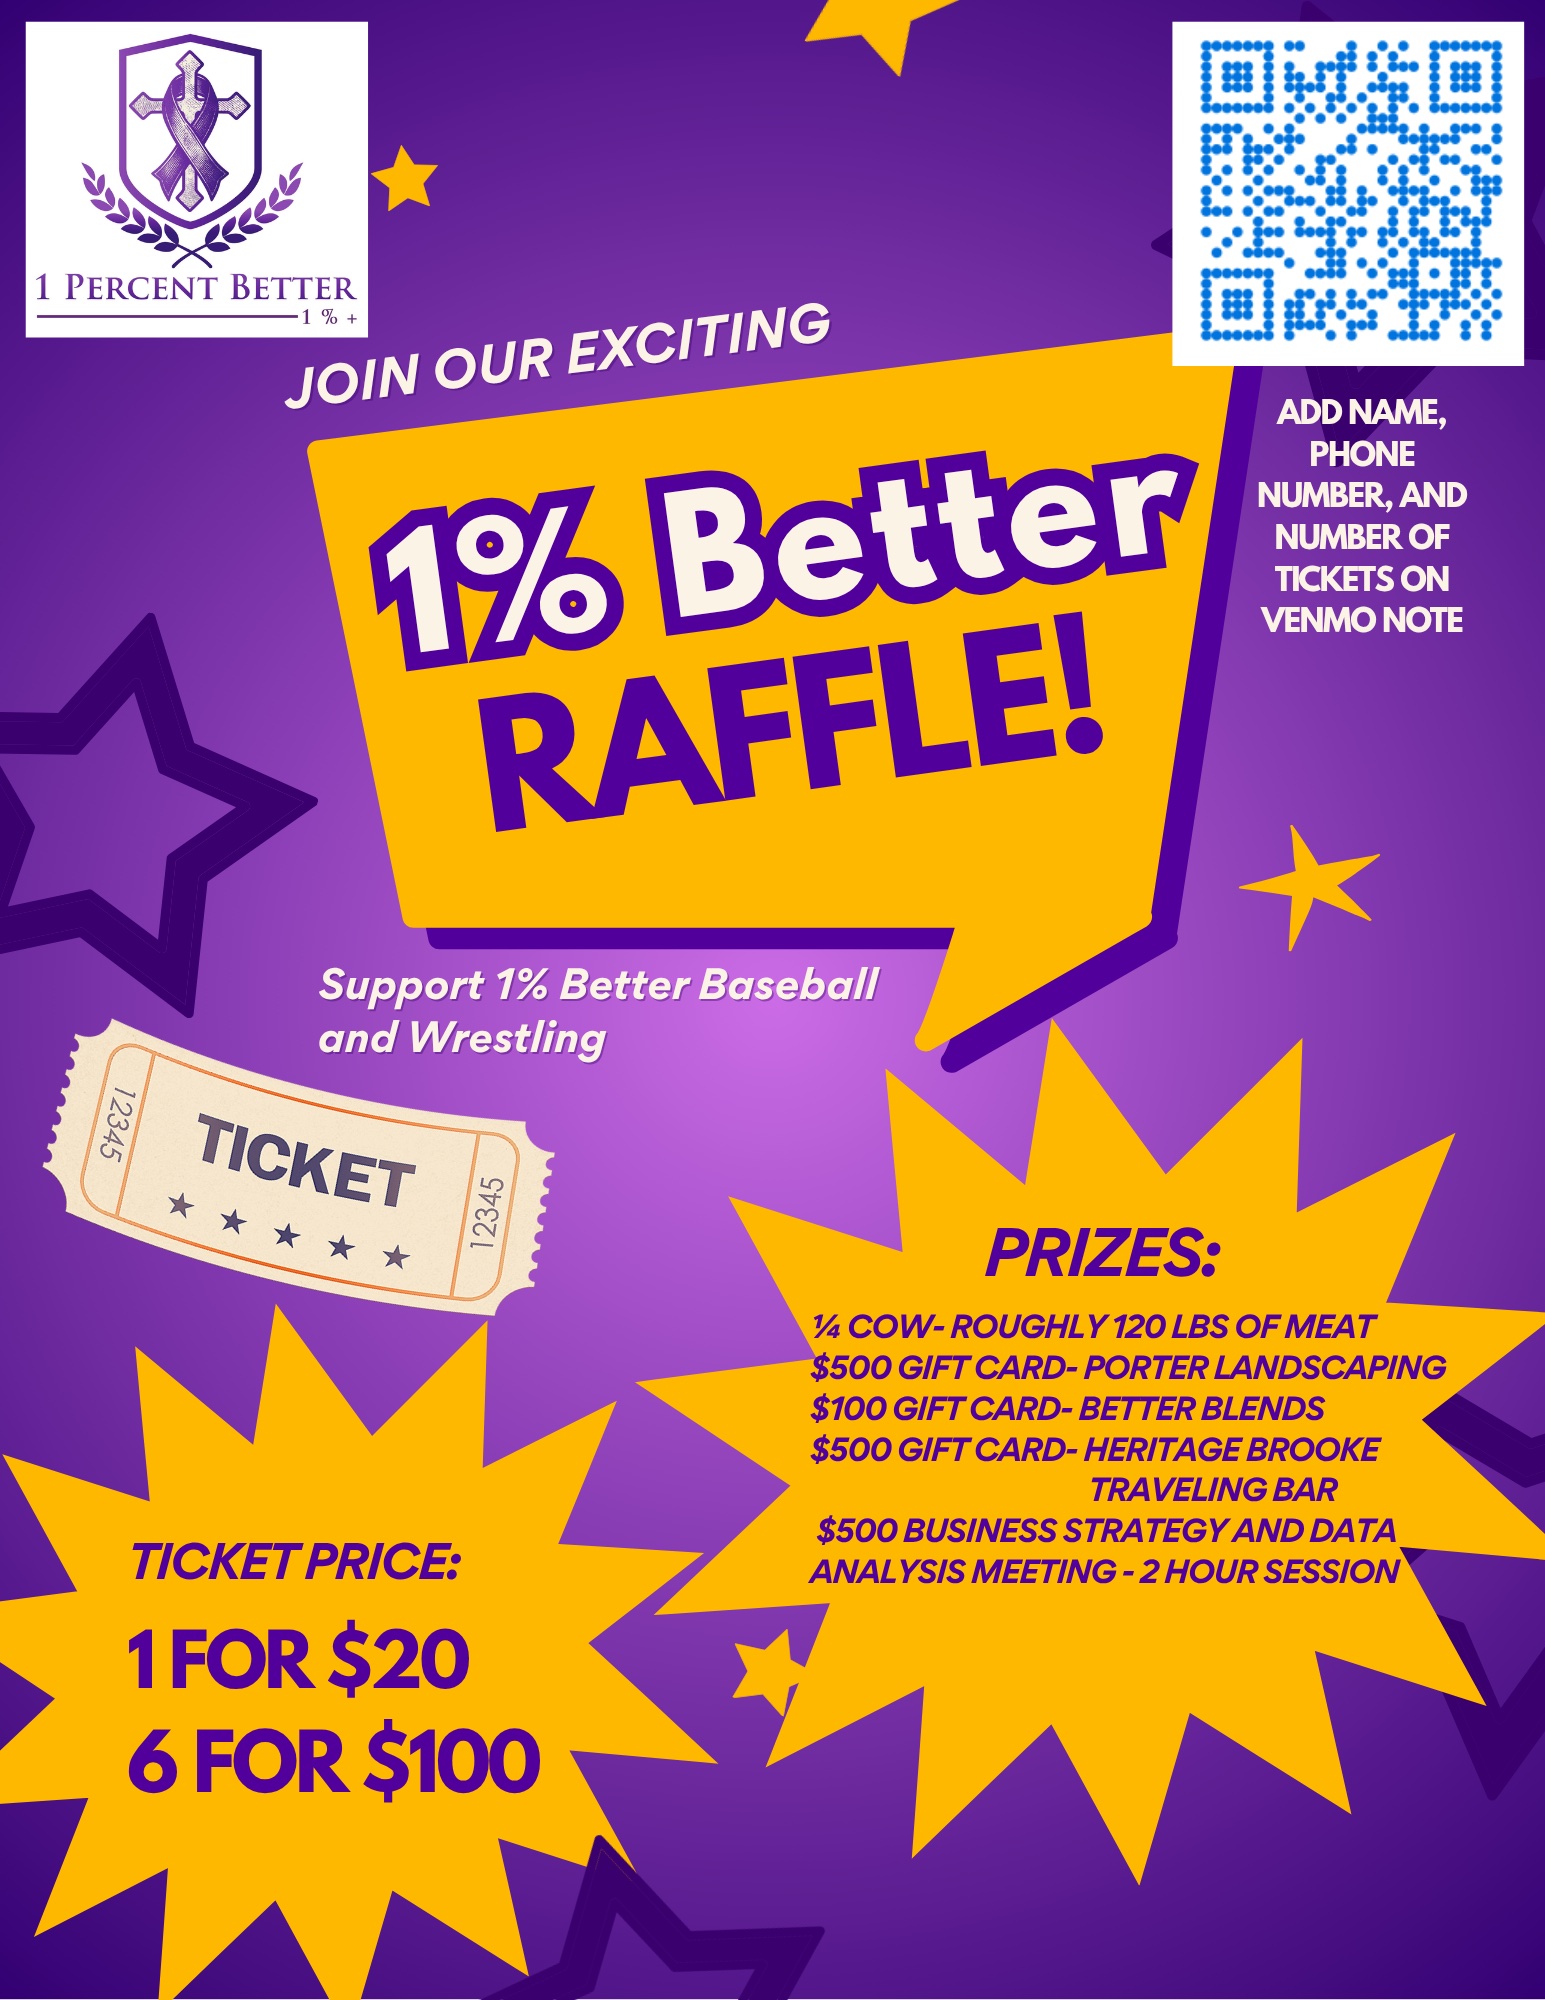 1 PERCENT BETTER
1 % +
JOIN OUR EXCITING
1% Better
RAFFLE!
ADD NAME,
PHONE
NUMBER, AND
NUMBER OF
TICKETS ON
VENMO NOTE
Support 1% Better Baseball
and Wrestling
12345
TICKET
12345
PRIZES:
¼ COW- ROUGHLY 120 LBS OF MEAT
$500 GIFT CARD- PORTER LANDSCAPING
$100 GIFT CARD- BETTER BLENDS
$500 GIFT CARD- HERITAGE BROOKE
TRAVELING BAR
$500 BUSINESS STRATEGY AND DATA
ANALYSIS MEETING - 2 HOUR SESSION
TICKET PRICE:
1 FOR $20
6 FOR $100